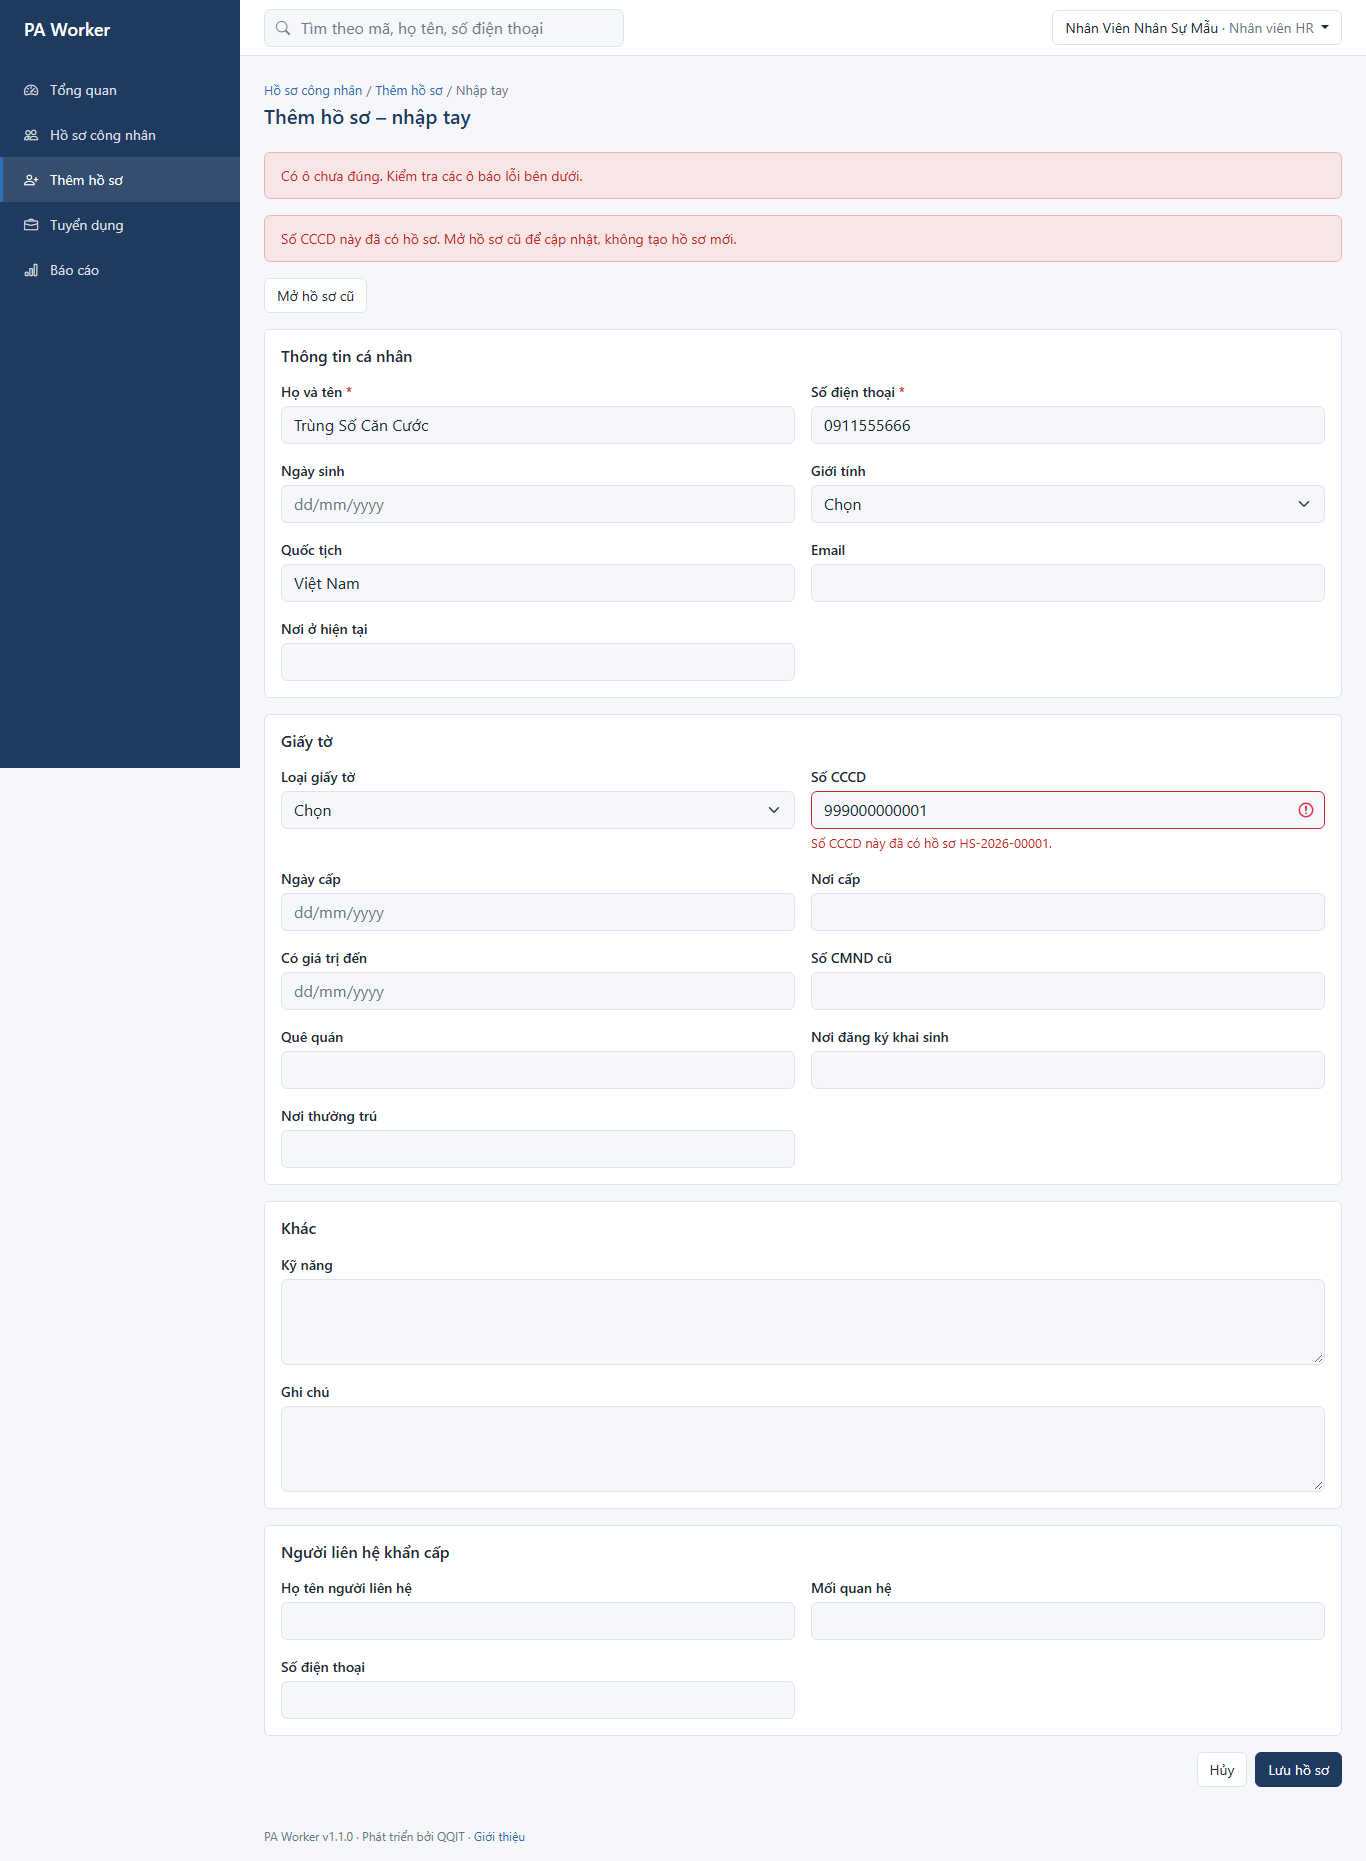 PA Worker
Tìm theo mã, họ tên, số điện thoại
Nhân Viên Nhân Sự Mẫu · Nhân viên HR
Tổng quan
Hồ sơ công nhân
Thêm hồ sơ
Tuyển dụng
Báo cáo
Hồ sơ công nhân / Thêm hồ sơ / Nhập tay
Thêm hồ sơ – nhập tay
Có ô chưa đúng. Kiểm tra các ô báo lỗi bên dưới.
Số CCCD này đã có hồ sơ. Mở hồ sơ cũ để cập nhật, không tạo hồ sơ mới.
Mở hồ sơ cũ
Thông tin cá nhân
Họ và tên *
Số điện thoại *
Trùng Số Căn Cước
0911555666
Ngày sinh
Giới tính
dd/mm/yyyy
Chọn
Quốc tịch
Email
Việt Nam
Nơi ở hiện tại
Giấy tờ
Loại giấy tờ
Số CCCD
Chọn
999000000001
Số CCCD này đã có hồ sơ HS-2026-00001.
Ngày cấp
Nơi cấp
dd/mm/yyyy
Có giá trị đến
Số CMND cũ
dd/mm/yyyy
Quê quán
Nơi đăng ký khai sinh
Nơi thường trú
Khác
Kỹ năng
Ghi chú
Người liên hệ khẩn cấp
Họ tên người liên hệ
Mối quan hệ
Số điện thoại
Hủy
Lưu hồ sơ
PA Worker v1.1.0 · Phát triển bởi QQIT · Giới thiệu